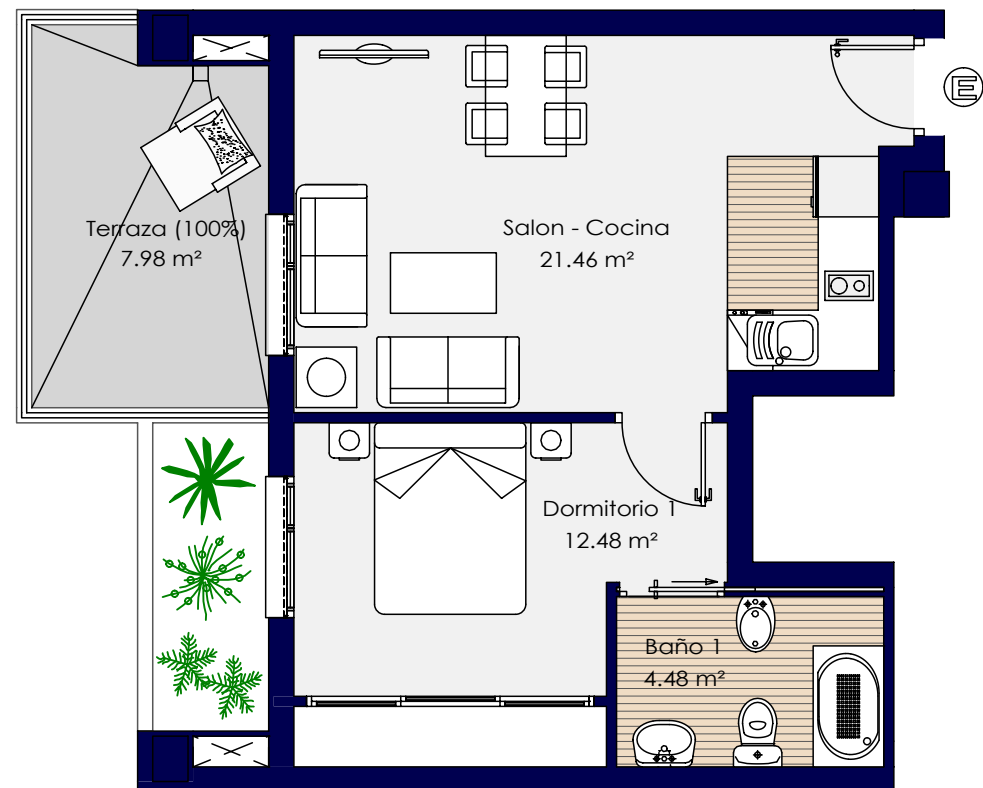 E
Terraza (100%)
7.98 m²
Salon - Cocina
21.46 m²
Dormitorio 1
12.48 m²
Baño 1
4.48 m²